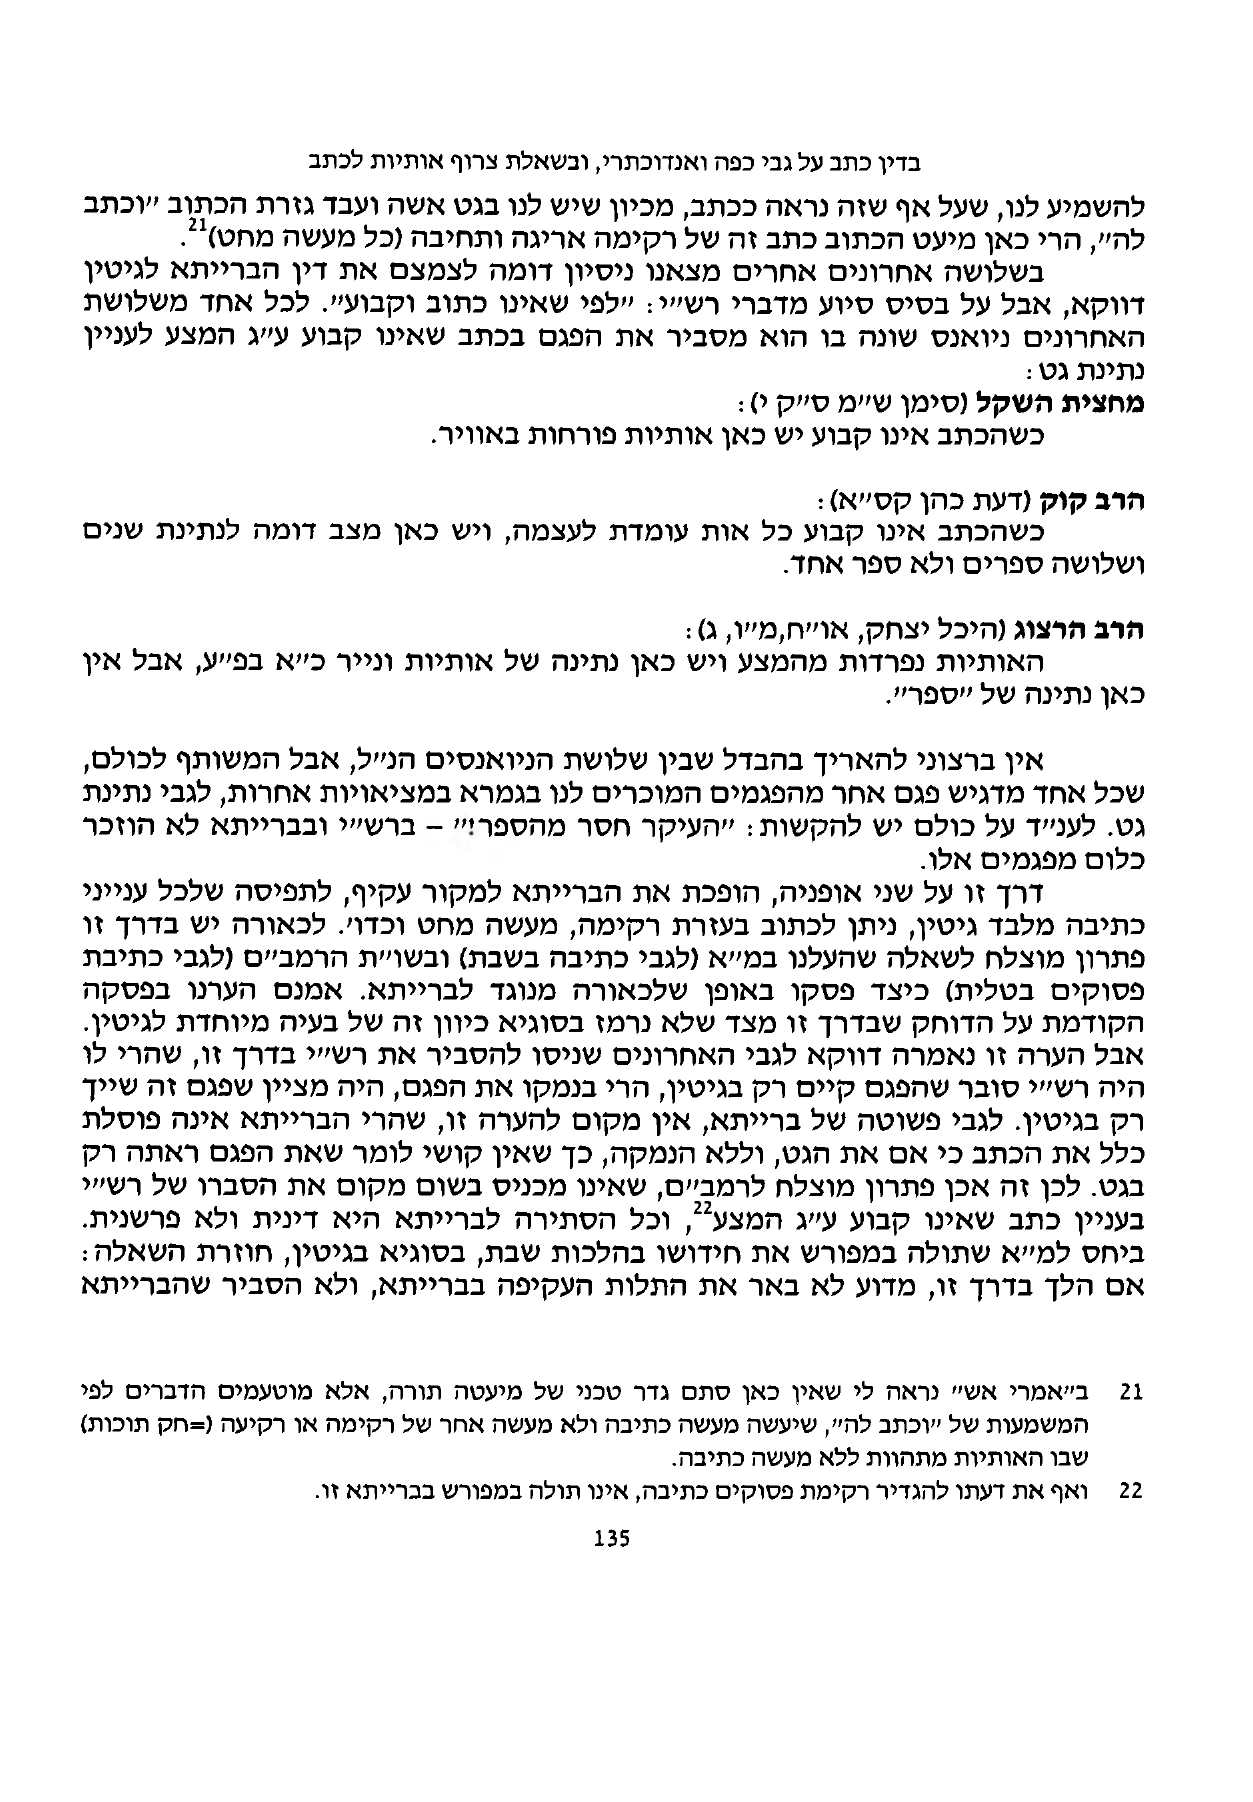 בדין כתב על גבי כפה ואנדוכתרי, ובשאלת צרוף אותיות לכתב
להשמיע לנו, שעל אף שזה נראה ככתב, מכיון שיש לנו בגט אשה ועבד גזרת הכתוב "וכתב
לה", הרי כאן מיעט הכתוב כתב זה של רקימה אריגה ותחיבה (כל מעשה מחט)21.
בשלושה אחרונים אחרים מצאנו ניסיון דומה לצמצם את דין הברייתא לגיטין
דווקא, אבל על בסיס סיוע מדברי רש"י: "לפי שאינו כתוב וקבוע". לכל אחד משלושת
האחרונים ניואנס שונה בו הוא מסביר את הפגם בכתב שאינו קבוע ע"ג המצע לעניין
נתינת גט:
מחצית השקל (סימן ש"מ ס"ק י):
כשהכתב אינו קבוע יש כאן אותיות פורחות באוויר.
הרב קוק (דעת כהן קס"א):
כשהכתב אינו קבוע כל אות עומדת לעצמה, ויש כאן מצב דומה לנתינת שנים
ושלושה ספרים ולא ספר אחד.
הרב הרצוג (היכל יצחק, או"ח,מ"ו, ג):
האותיות נפרדות מהמצע ויש כאן נתינה של אותיות ונייר כ"א בפ"ע, אבל אין
כאן נתינה של "ספר".
אין ברצוני להאריך בהבדל שבין שלושת הניואנסים הנ"ל, אבל המשותף לכולם,
שכל אחד מדגיש פגם אחר מהפגמים המוכרים לנו בגמרא במציאויות אחרות, לגבי נתינת
גט. לענ"ד על כולם יש להקשות: "העיקר חסר מהספר!" – ברש"י ובברייתא לא הוזכר
כלום מפגמים אלו.
דרך זו על שני אופניה, הופכת את הברייתא למקור עקיף, לתפיסה שלכל ענייני
כתיבה מלבד גיטין, ניתן לכתוב בעזרת רקימה, מעשה מחט וכדו'. לכאורה יש בדרך זו
פתרון מוצלח לשאלה שהעלנו במ"א (לגבי כתיבה בשבת) ובשו"ת הרמב"ם (לגבי כתיבת
פסוקים בטלית) כיצד פסקו באופן שלכאורה מנוגד לברייתא. אמנם הערנו בפסקה
הקודמת על הדוחק שבדרך זו מצד שלא נרמז בסוגיא כיוון זה של בעיה מיוחדת לגיטין.
אבל הערה זו נאמרה דווקא לגבי האחרונים שניסו להסביר את רש"י בדרך זו, שהרי לו
היה רש"י סובר שהפגם קיים רק בגיטין, הרי בנמקו את הפגם, היה מציין שפגם זה שייך
רק בגיטין. לגבי פשוטה של ברייתא, אין מקום להערה זו, שהרי הברייתא אינה פוסלת
כלל את הכתב כי אם את הגט, וללא הנמקה, כך שאין קושי לומר שאת הפגם ראתה רק
בגט. לכן זה אכן פתרון מוצלח לרמב"ם, שאינו מכניס בשום מקום את הסברו של רש"י
בעניין כתב שאינו קבוע ע"ג המצע22, וכל הסתירה לברייתא היא דינית ולא פרשנית.
ביחס למ"א שתולה במפורש את חידושו בהלכות שבת, בסוגיא בגיטין, חוזרת השאלה:
אם הלך בדרך זו, מדוע לא באר את התלות העקיפה בברייתא, ולא הסביר שהברייתא
21 ב"אמרי אש" נראה לי שאין כאן סתם גדר טכני של מיעטה תורה, אלא מוטעמים הדברים לפי
המשמעות של "וכתב לה", שיעשה מעשה כתיבה ולא מעשה אחר של רקימה או רקיעה (=חק תוכות)
שבו האותיות מתהוות ללא מעשה כתיבה.
22 ואף את דעתו להגדיר רקימת פסוקים כתיבה, אינו תולה במפורש בברייתא זו.
135